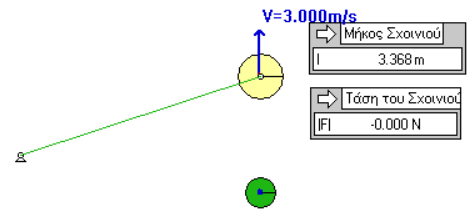 V=3.000m/s
Μήκος Σχοινιού
l 3.368 m
Τάση του Σχοινιού
|F| -0.000 N